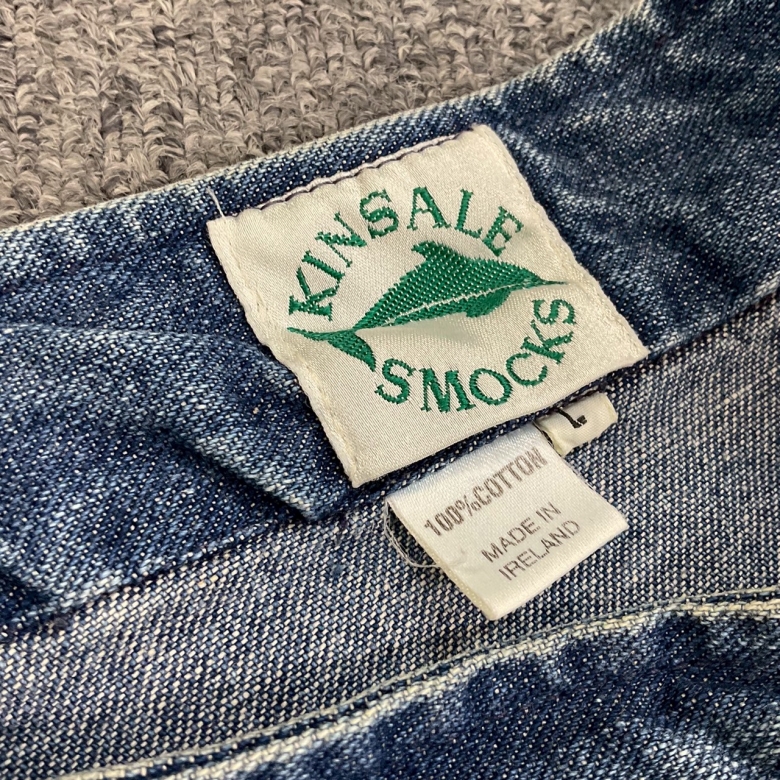 KINSALE
SMOCKS
L
100%COTTON
MADE IN
IRELAND